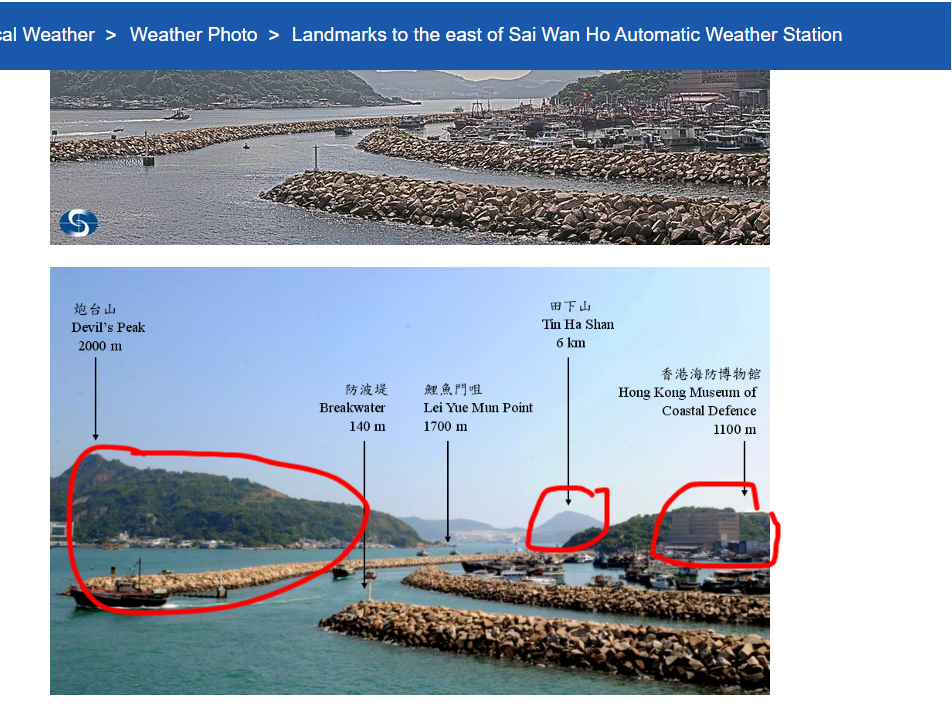 cal Weather > Weather Photo > Landmarks to the east of Sai Wan Ho Automatic Weather Station
炮台山
Devil's Peak
2000 m
防波堤
Breakwater
140 m
鯉魚門咀
Lei Yue Mun Point
1700 m
田下山
Tin Ha Shan
6 km
香港海防博物館
Hong Kong Museum of
Coastal Defence
1100 m